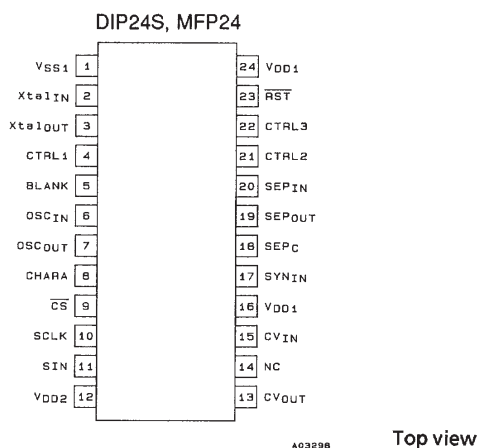 DIP24S, MFP24
VSS1 1
24 VDD1
XtalIN 2
23 RST
XtalOUT 3
22 CTRL3
CTRL1 4
21 CTRL2
BLANK 5
20 SEPIN
OSCIN 6
19 SEPOUT
OSCOUT 7
18 SEPC
CHARA 8
17 SYNIN
CS 9
16 VDD1
SCLK 10
15 CVIN
SIN 11
14 NC
VDD2 12
13 CVOUT
A03298
Top view